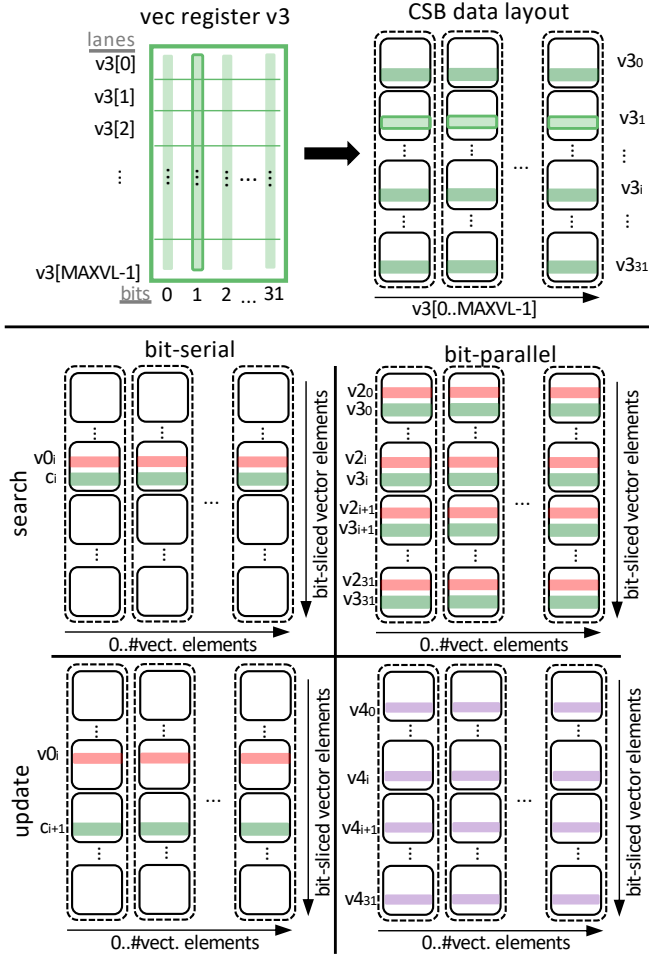 vec register v3
CSB data layout
lanes
v3[0]
v3[1]
v3[2]
⋮
v3[MAXVL-1]
bits 0 1 2 ... 31
v3₀
v3₁
...
v3ᵢ
v3₃₁
v3[0..MAXVL-1]
bit-serial
bit-parallel
search
v0ᵢ
cᵢ
...
bit-sliced vector elements
0..#vect. elements
v2₀
v3₀
v2ᵢ
v3ᵢ
v2ᵢ₊₁
v3ᵢ₊₁
v2₃₁
v3₃₁
...
bit-sliced vector elements
0..#vect. elements
update
v0ᵢ
cᵢ₊₁
...
bit-sliced vector elements
0..#vect. elements
v4₀
v4ᵢ
v4ᵢ₊₁
v4₃₁
...
bit-sliced vector elements
0..#vect. elements